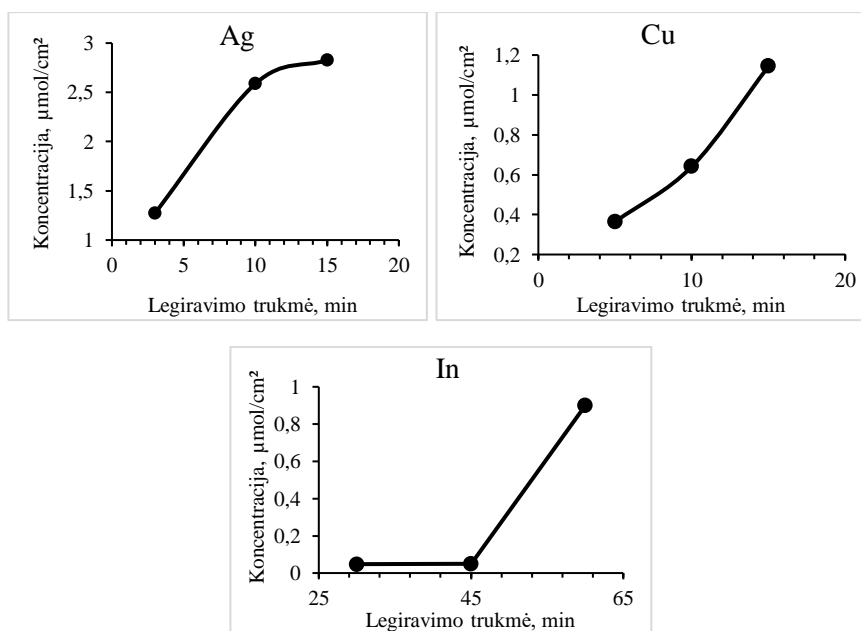 Ag
Koncentracija, µmol/cm²
3
2,5
2
1,5
1
0 5 10 15 20
Legiravimo trukmė, min
Cu
Koncentracija, µmol/cm²
1,2
1
0,8
0,6
0,4
0,2
0 10 20
Legiravimo trukmė, min
In
Koncentracija, µmol/cm²
1
0,8
0,6
0,4
0,2
0
25 45 65
Legiravimo trukmė, min